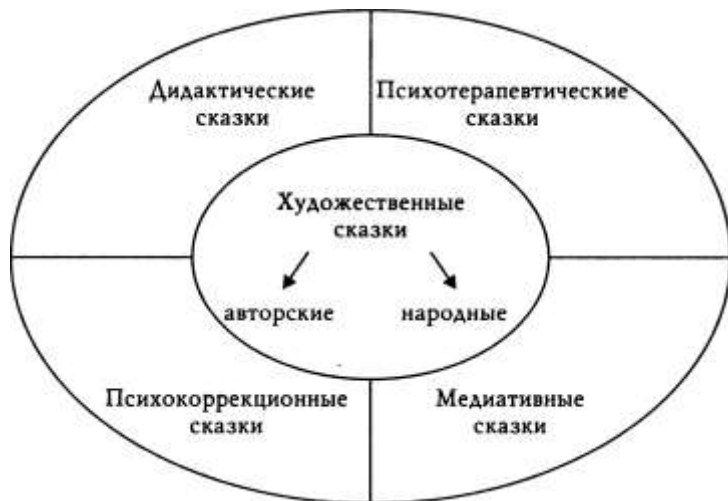 Дидактические
сказки
Психотерапевтические
сказки
Художественные
сказки
авторские
народные
Психокоррекционные
сказки
Медиативные
сказки